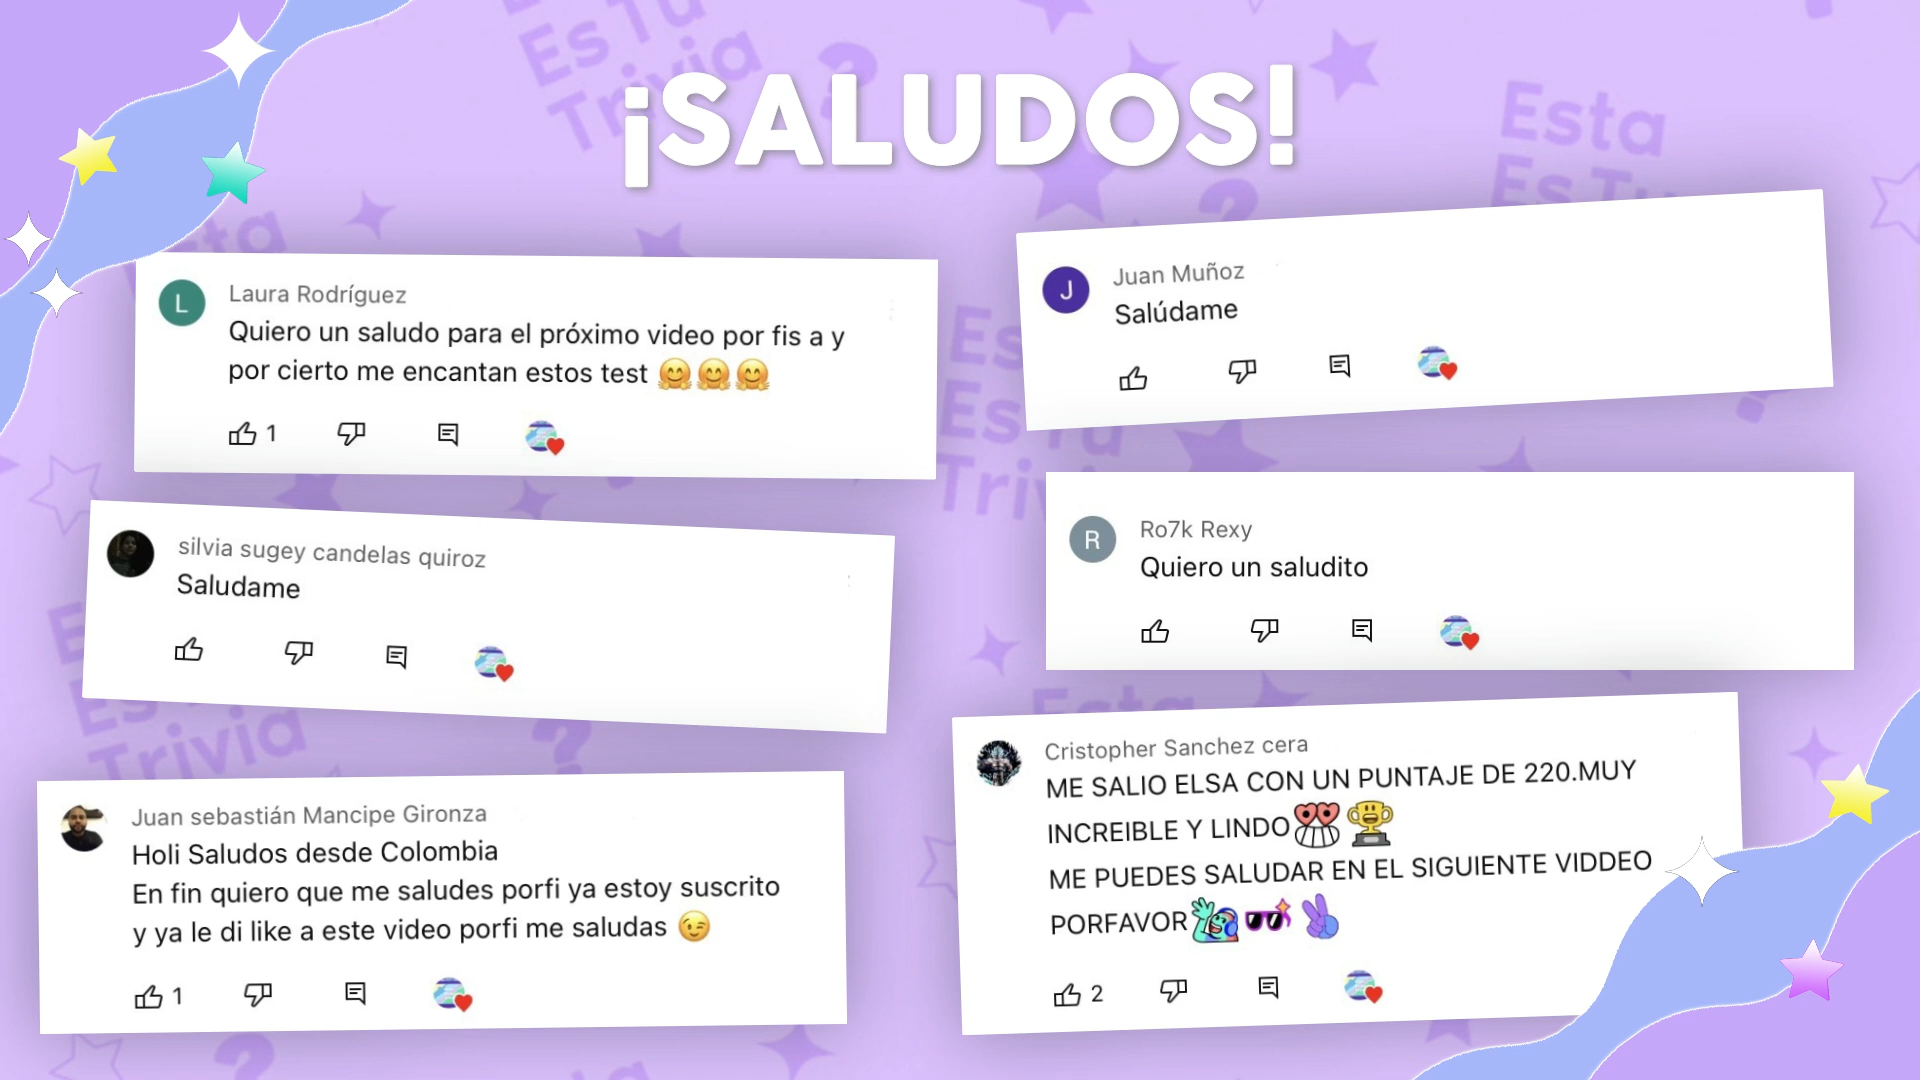 ¡SALUDOS!
Esta
Es Tu
Trivia
Laura Rodríguez
Quiero un saludo para el próximo video por fis a y
por cierto me encantan estos test 🤗🤗🤗
1
Juan Muñoz
Salúdame
silvia sugey candelas quiroz
Saludame
Ro7k Rexy
Quiero un saludito
Juan sebastián Mancipe Gironza
Holi Saludos desde Colombia
En fin quiero que me saludes porfi ya estoy suscrito
y ya le di like a este video porfi me saludas 😉
1
Cristopher Sanchez cera
ME SALIO ELSA CON UN PUNTAJE DE 220.MUY
INCREIBLE Y LINDO
ME PUEDES SALUDAR EN EL SIGUIENTE VIDDEO
PORFAVOR
2